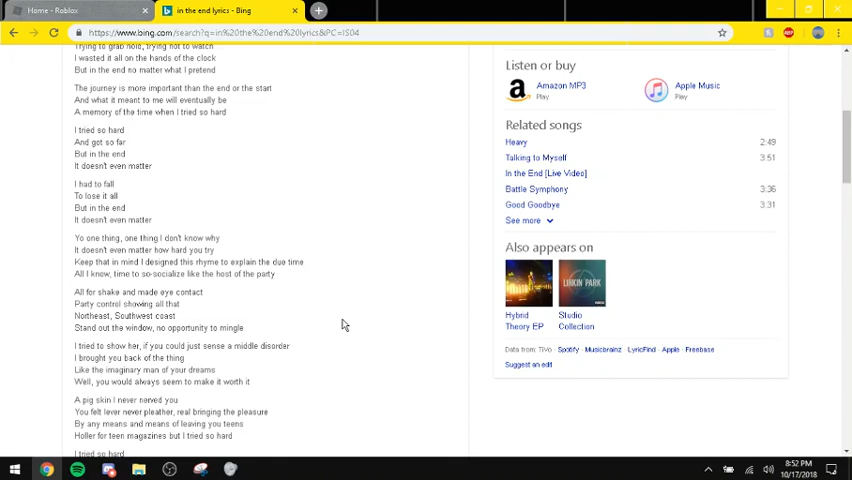 Home - Roblox
in the end lyrics - Bing
https://www.bing.com/search?q=in%20the%20end%20lyrics&PC=IS04
Trying to grab hold, trying not to watch
I wasted it all on the hands of the clock
But in the end no matter what I pretend
The journey is more important than the end or the start
And what it meant to me will eventually be
A memory of the time when I tried so hard
I tried so hard
And got so far
But in the end
It doesn't even matter
I had to fall
To lose it all
But in the end
It doesn't even matter
Yo one thing, one thing I don't know why
It doesn't even matter how hard you try
Keep that in mind I designed this rhyme to explain the due time
All I know, time to so-socialize like the host of the party
All for shake and made eye contact
Party control showing all that
Northeast, Southwest coast
Stand out the window, no opportunity to mingle
I tried to show her, if you could just sense a middle disorder
I brought you back of the thing
Like the imaginary man of your dreams
Well, you would always seem to make it worth it
A pig skin I never nerved you
You felt lever never pleather, real bringing the pleasure
By any means and means of leaving you teens
Holler for teen magazines but I tried so hard
I tried so hard
Listen or buy
Amazon MP3
Play
Apple Music
Play
Related songs
Heavy 2:49
Talking to Myself 3:51
In the End [Live Video]
Battle Symphony 3:36
Good Goodbye 3:31
See more
Also appears on
LINKIN PARK
Hybrid
Theory EP
Studio
Collection
Data from: TiVo · Spotify · Musicbrainz · LyricFind · Apple · Freebase
Suggest an edit
8:52 PM
10/17/2018